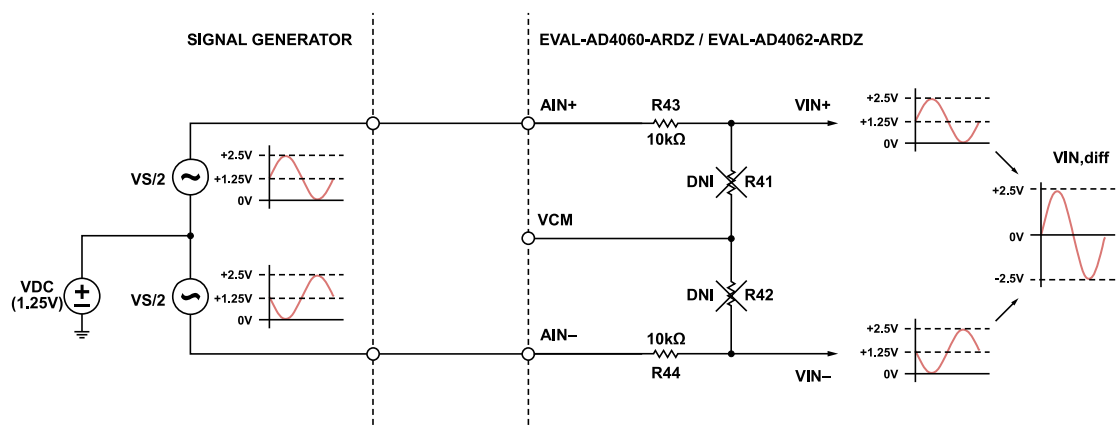 SIGNAL GENERATOR
EVAL-AD4060-ARDZ / EVAL-AD4062-ARDZ
AIN+
R43
10kΩ
VIN+
+2.5V
+1.25V
0V
VIN,diff
VS/2
+2.5V
+1.25V
0V
DNI
R41
+2.5V
0V
-2.5V
VCM
VDC
(1.25V)
VS/2
+2.5V
+1.25V
0V
DNI
R42
AIN–
10kΩ
R44
VIN–
+2.5V
+1.25V
0V